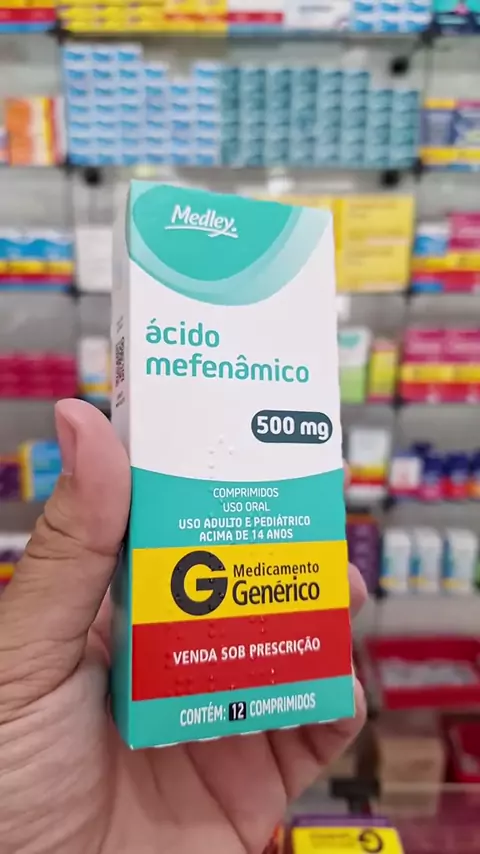 Medley
ácido
mefenâmico
500 mg
COMPRIMIDOS
USO ORAL
USO ADULTO E PEDIÁTRICO
ACIMA DE 14 ANOS
G Medicamento
Genérico
VENDA SOB PRESCRIÇÃO
CONTÉM: 12 COMPRIMIDOS